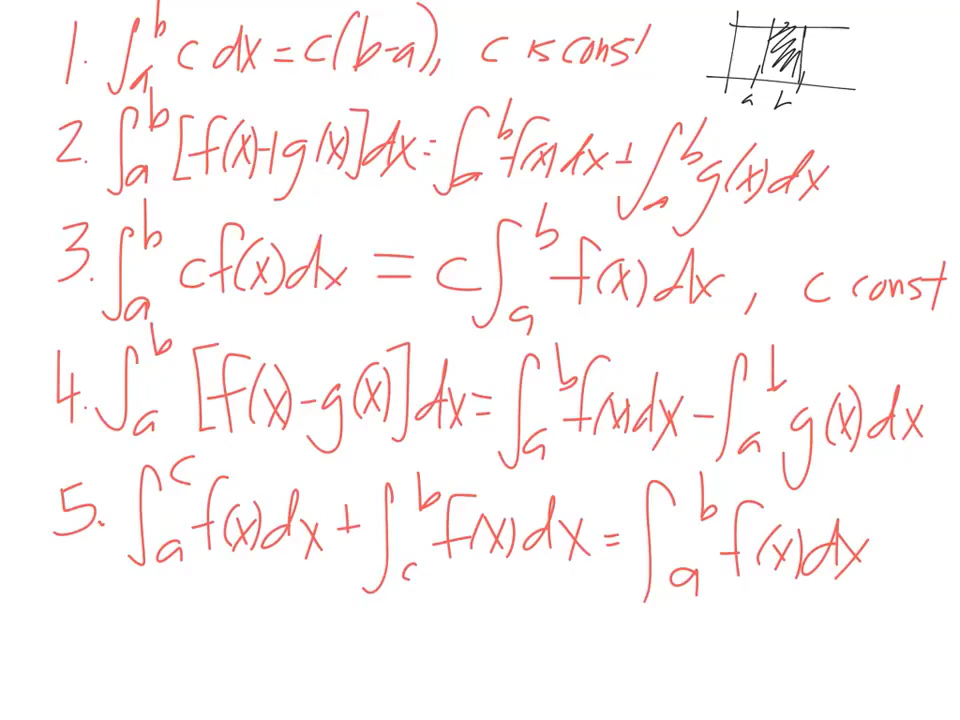 1. ∫_a^b c dx = c(b-a), c is const
a b
2. ∫_a^b [f(x)+g(x)]dx = ∫_a^b f(x)dx + ∫_a^b g(x)dx
3. ∫_a^b cf(x)dx = c∫_a^b f(x)dx, c const
4. ∫_a^b [f(x)-g(x)]dx = ∫_a^b f(x)dx - ∫_a^b g(x)dx
5. ∫_a^c f(x)dx + ∫_c^b f(x)dx = ∫_a^b f(x)dx